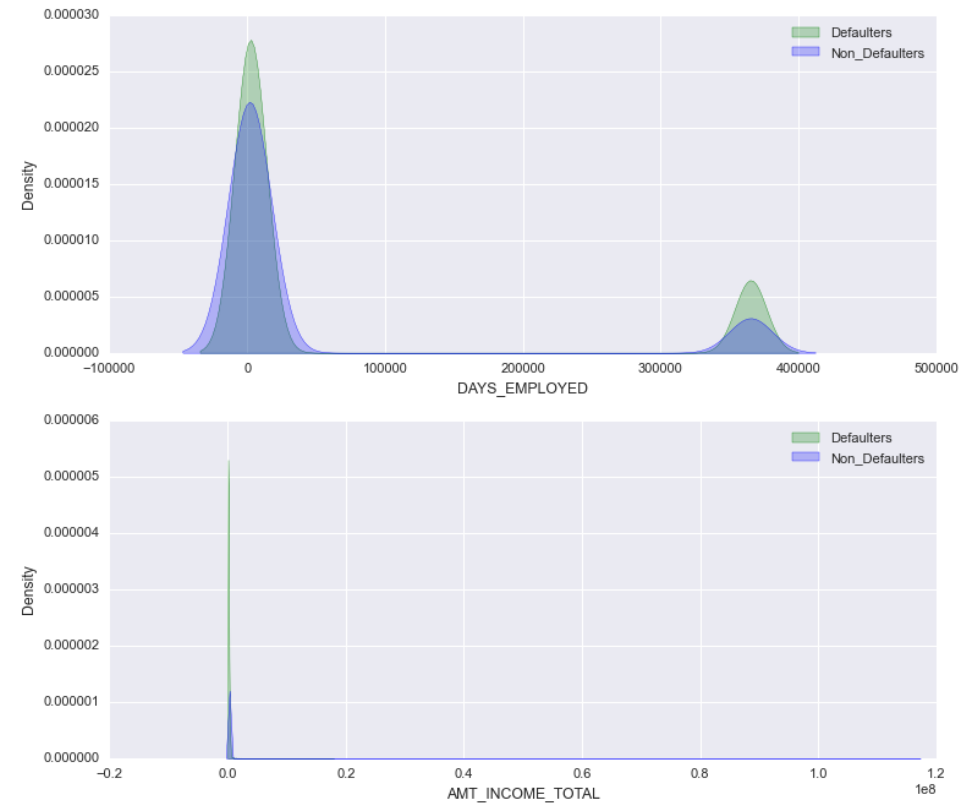 0.000030
0.000025
0.000020
0.000015
0.000010
0.000005
0.000000
Density
Defaulters
Non_Defaulters
−100000 0 100000 200000 300000 400000 500000
DAYS_EMPLOYED
0.000006
0.000005
0.000004
0.000003
0.000002
0.000001
0.000000
Density
Defaulters
Non_Defaulters
−0.2 0.0 0.2 0.4 0.6 0.8 1.0 1.2
1e8
AMT_INCOME_TOTAL